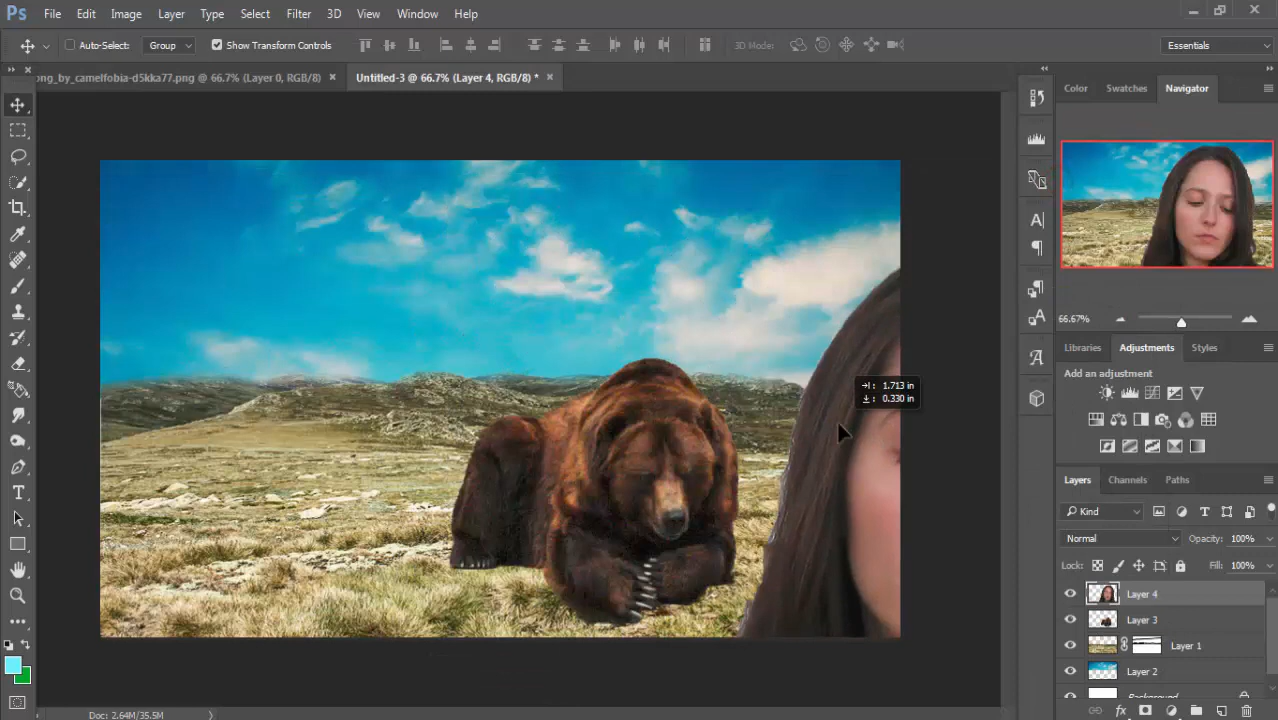 Ps File Edit Image Layer Type Select Filter 3D View Window Help
Auto-Select: Group Show Transform Controls 3D Mode: Essentials
ong_by_camelfobia-d5kka77.png @ 66.7% (Layer 0, RGB/8) × Untitled-3 @ 66.7% (Layer 4, RGB/8) * ×
Color Swatches Navigator
66.67%
Libraries Adjustments Styles
Add an adjustment
1.713 in
0.330 in
Layers Channels Paths
Kind
Normal Opacity: 100%
Lock: Fill: 100%
Layer 4
Layer 3
Layer 1
Layer 2
Background
Doc: 2.64M/35.5M